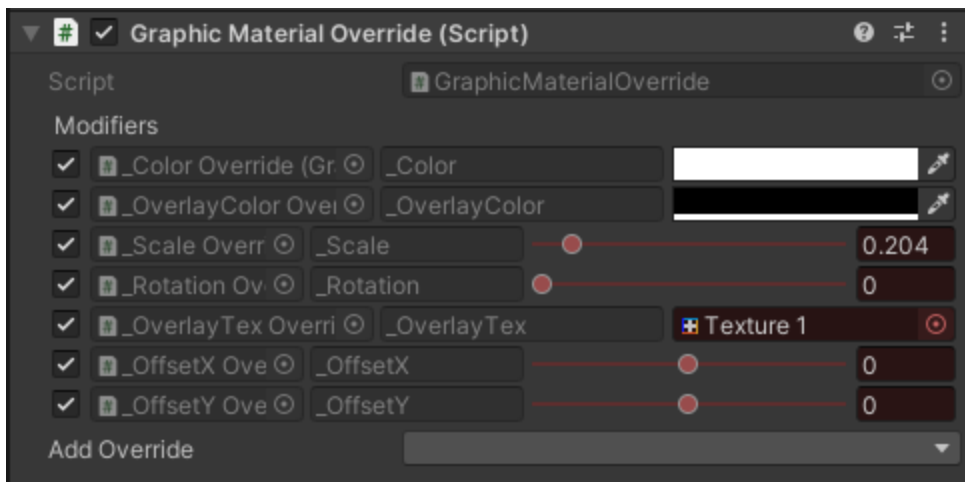 Graphic Material Override (Script)
Script GraphicMaterialOverride
Modifiers
_Color Override (Gr _Color
_OverlayColor Over _OverlayColor
_Scale Overr _Scale 0.204
_Rotation Ov _Rotation 0
_OverlayTex Overri _OverlayTex Texture 1
_OffsetX Ove _OffsetX 0
_OffsetY Ove _OffsetY 0
Add Override